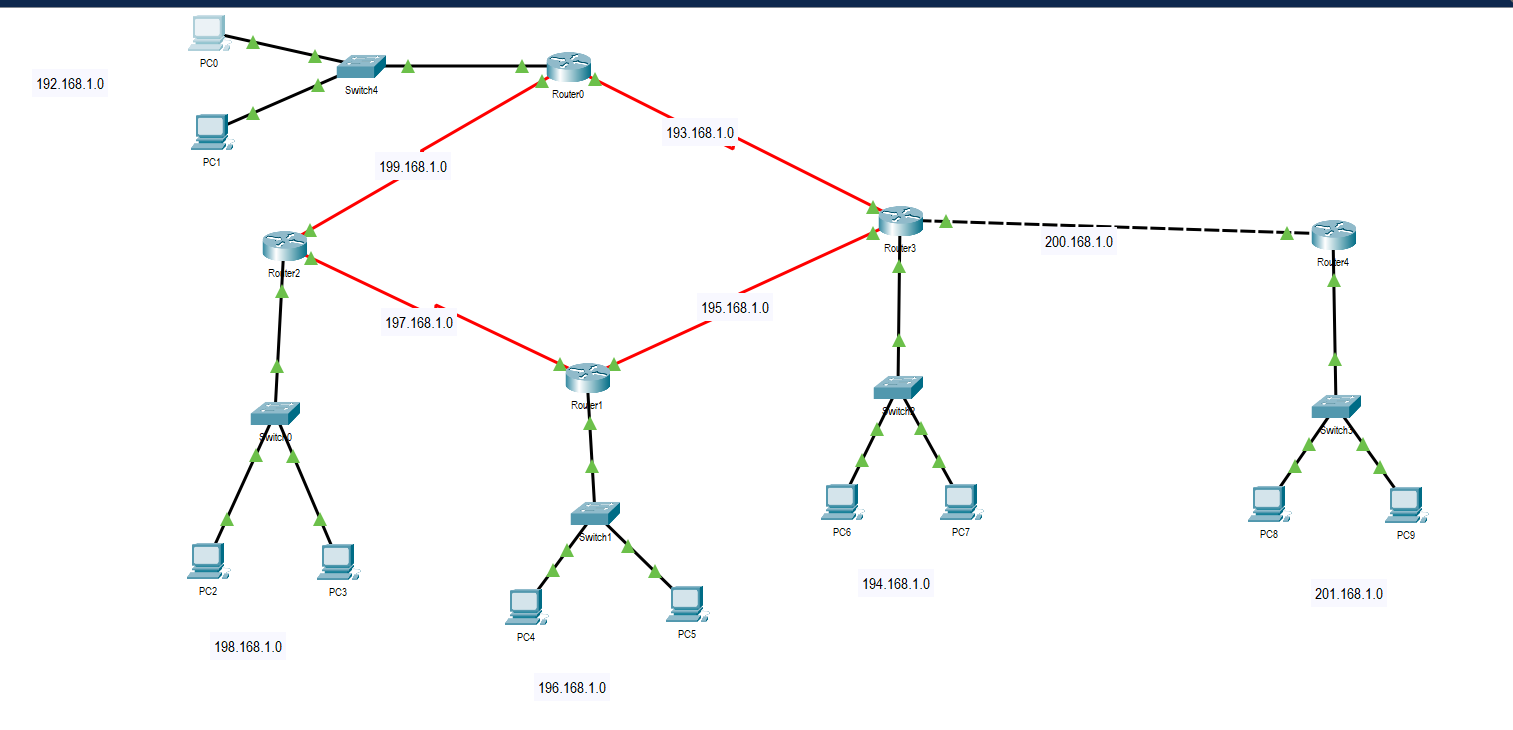 PC0
192.168.1.0
Switch4
Router0
PC1
193.168.1.0
199.168.1.0
Router2
Router3
200.168.1.0
Router4
197.168.1.0
195.168.1.0
Router1
Switch0
Switch2
Switch3
Switch1
PC2
PC3
PC4
PC5
PC6
PC7
PC8
PC9
194.168.1.0
201.168.1.0
198.168.1.0
196.168.1.0